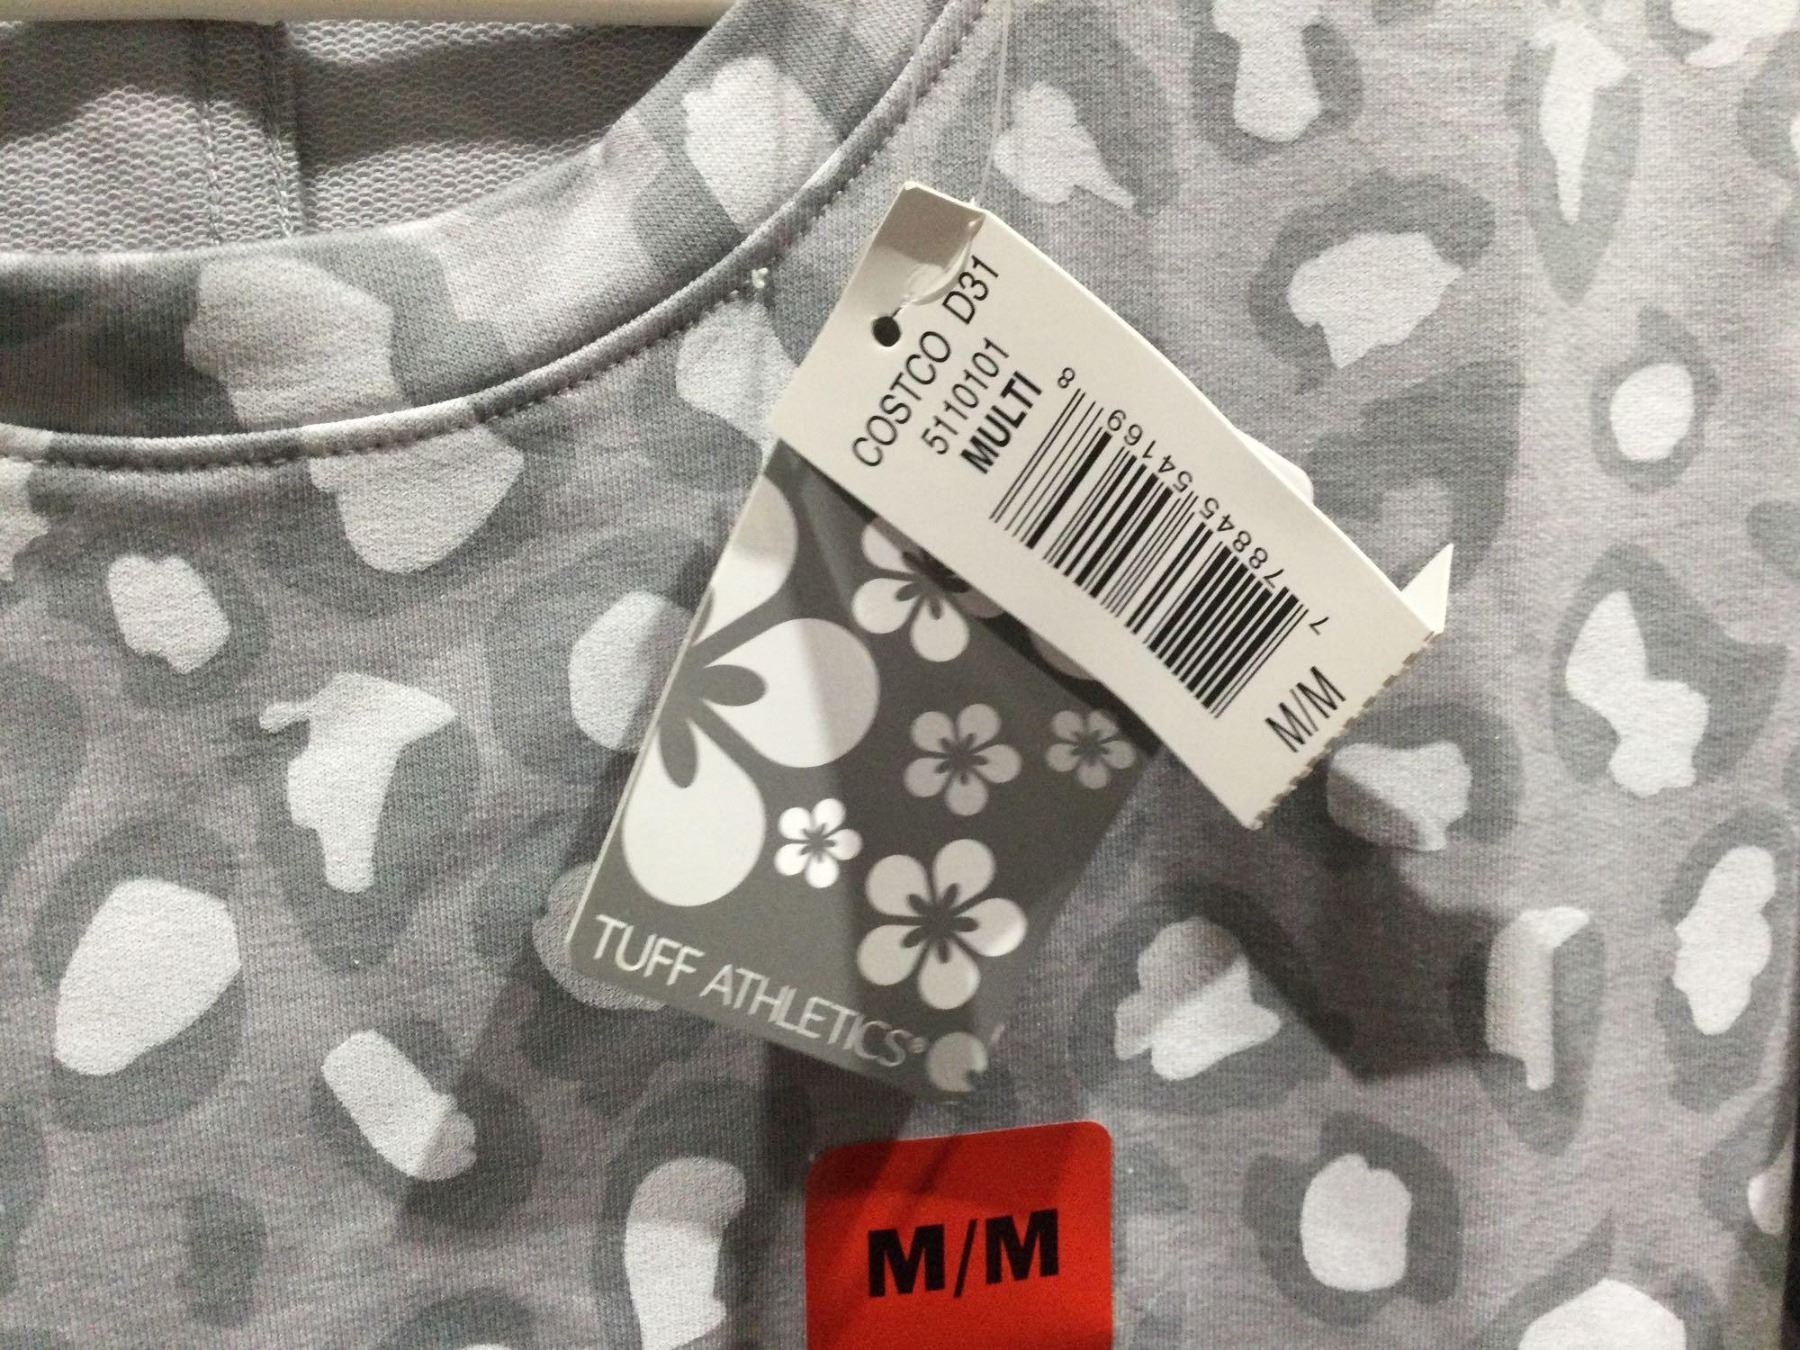 COSTCO D31
5110101
MULTI
7 78845 54169 8
M/M
TUFF ATHLETICS®
M/M